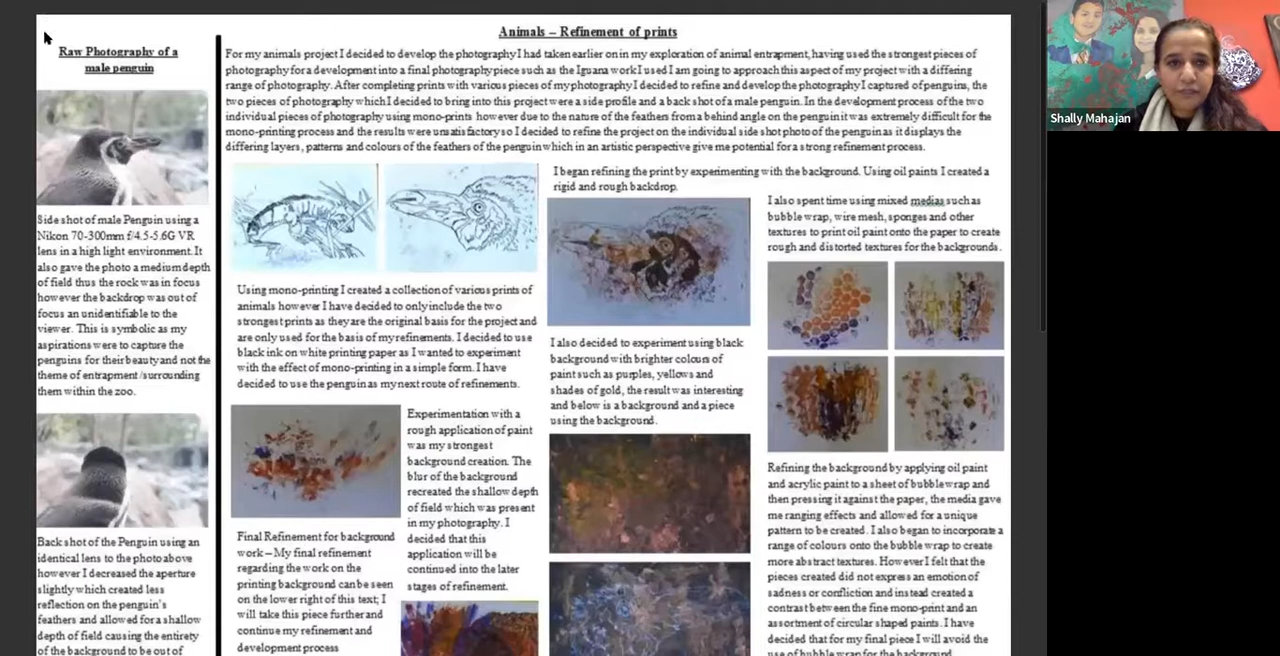 Animals – Refinement of prints
Raw Photography of a
male penguin
Side shot of male Penguin using a
Nikon 70-300mm f/4.5-5.6G VR
lens in a high light environment. It
also gave the photo a medium depth
of field thus the rock was in focus
however the backdrop was out of
focus an unidentifiable to the
viewer. This is symbolic as my
aspirations were to capture the
penguins for their beauty and not the
theme of entrapment /surrounding
them within the zoo.
Back shot of the Penguin using an
identical lens to the photo above
however I decreased the aperture
slightly which created less
reflection on the penguin's
feathers and allowed for a shallow
depth of field causing the entirety
of the background to be out of
For my animals project I decided to develop the photography I had taken earlier on in my exploration of animal entrapment, having used the strongest pieces of
photography for a development into a final photography piece such as the Iguana work I used I am going to approach this aspect of my project with a differing
range of photography. After completing prints with various pieces of my photography I decided to refine and develop the photography I captured of penguins, the
two pieces of photography which I decided to bring into this project were a side profile and a back shot of a male penguin. In the development process of the two
individual pieces of photography using mono-prints however due to the nature of the feathers from a behind angle on the penguin it was extremely difficult for the
mono-printing process and the results were unsatisfactory so I decided to refine the project on the individual side shot photo of the penguin as it displays the
differing layers, patterns and colours of the feathers of the penguin which in an artistic perspective give me potential for a strong refinement process.
Using mono-printing I created a collection of various prints of
animals however I have decided to only include the two
strongest prints as they are the original basis for the project and
are only used for the basis of my refinements. I decided to use
black ink on white printing paper as I wanted to experiment
with the effect of mono-printing in a simple form. I have
decided to use the penguin as my next route of refinements.
Experimentation with a
rough application of paint
was my strongest
background creation. The
blur of the background
recreated the shallow depth
of field which was present
in my photography. I
decided that this
application will be
continued into the later
stages of refinement.
Final Refinement for background
work – My final refinement
regarding the work on the
printing background can be seen
on the lower right of this text; I
will take this piece further and
continue my refinement and
development process
I began refining the print by experimenting with the background. Using oil paints I created a
rigid and rough backdrop.
I also decided to experiment using black
background with brighter colours of
paint such as purples, yellows and
shades of gold, the result was interesting
and below is a background and a piece
using the background.
I also spent time using mixed medias such as
bubble wrap, wire mesh, sponges and other
textures to print oil paint onto the paper to create
rough and distorted textures for the backgrounds.
Refining the background by applying oil paint
and acrylic paint to a sheet of bubble wrap and
then pressing it against the paper, the media gave
me ranging effects and allowed for a unique
pattern to be created. I also began to incorporate a
range of colours onto the bubble wrap to create
more abstract textures. However I felt that the
pieces created did not express an emotion of
sadness or confliction and instead created a
contrast between the fine mono-print and an
assortment of circular shaped paints. I have
decided that for my final piece I will avoid the
use of bubble wrap for the background
Shally Mahajan